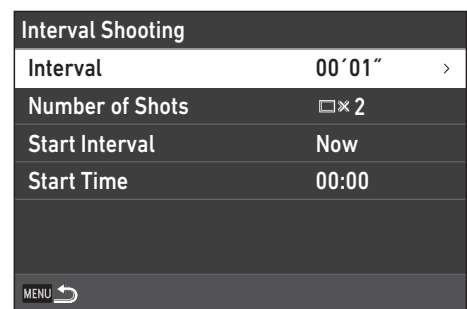 Interval Shooting
Interval 00´01˝ >
Number of Shots × 2
Start Interval Now
Start Time 00:00
MENU